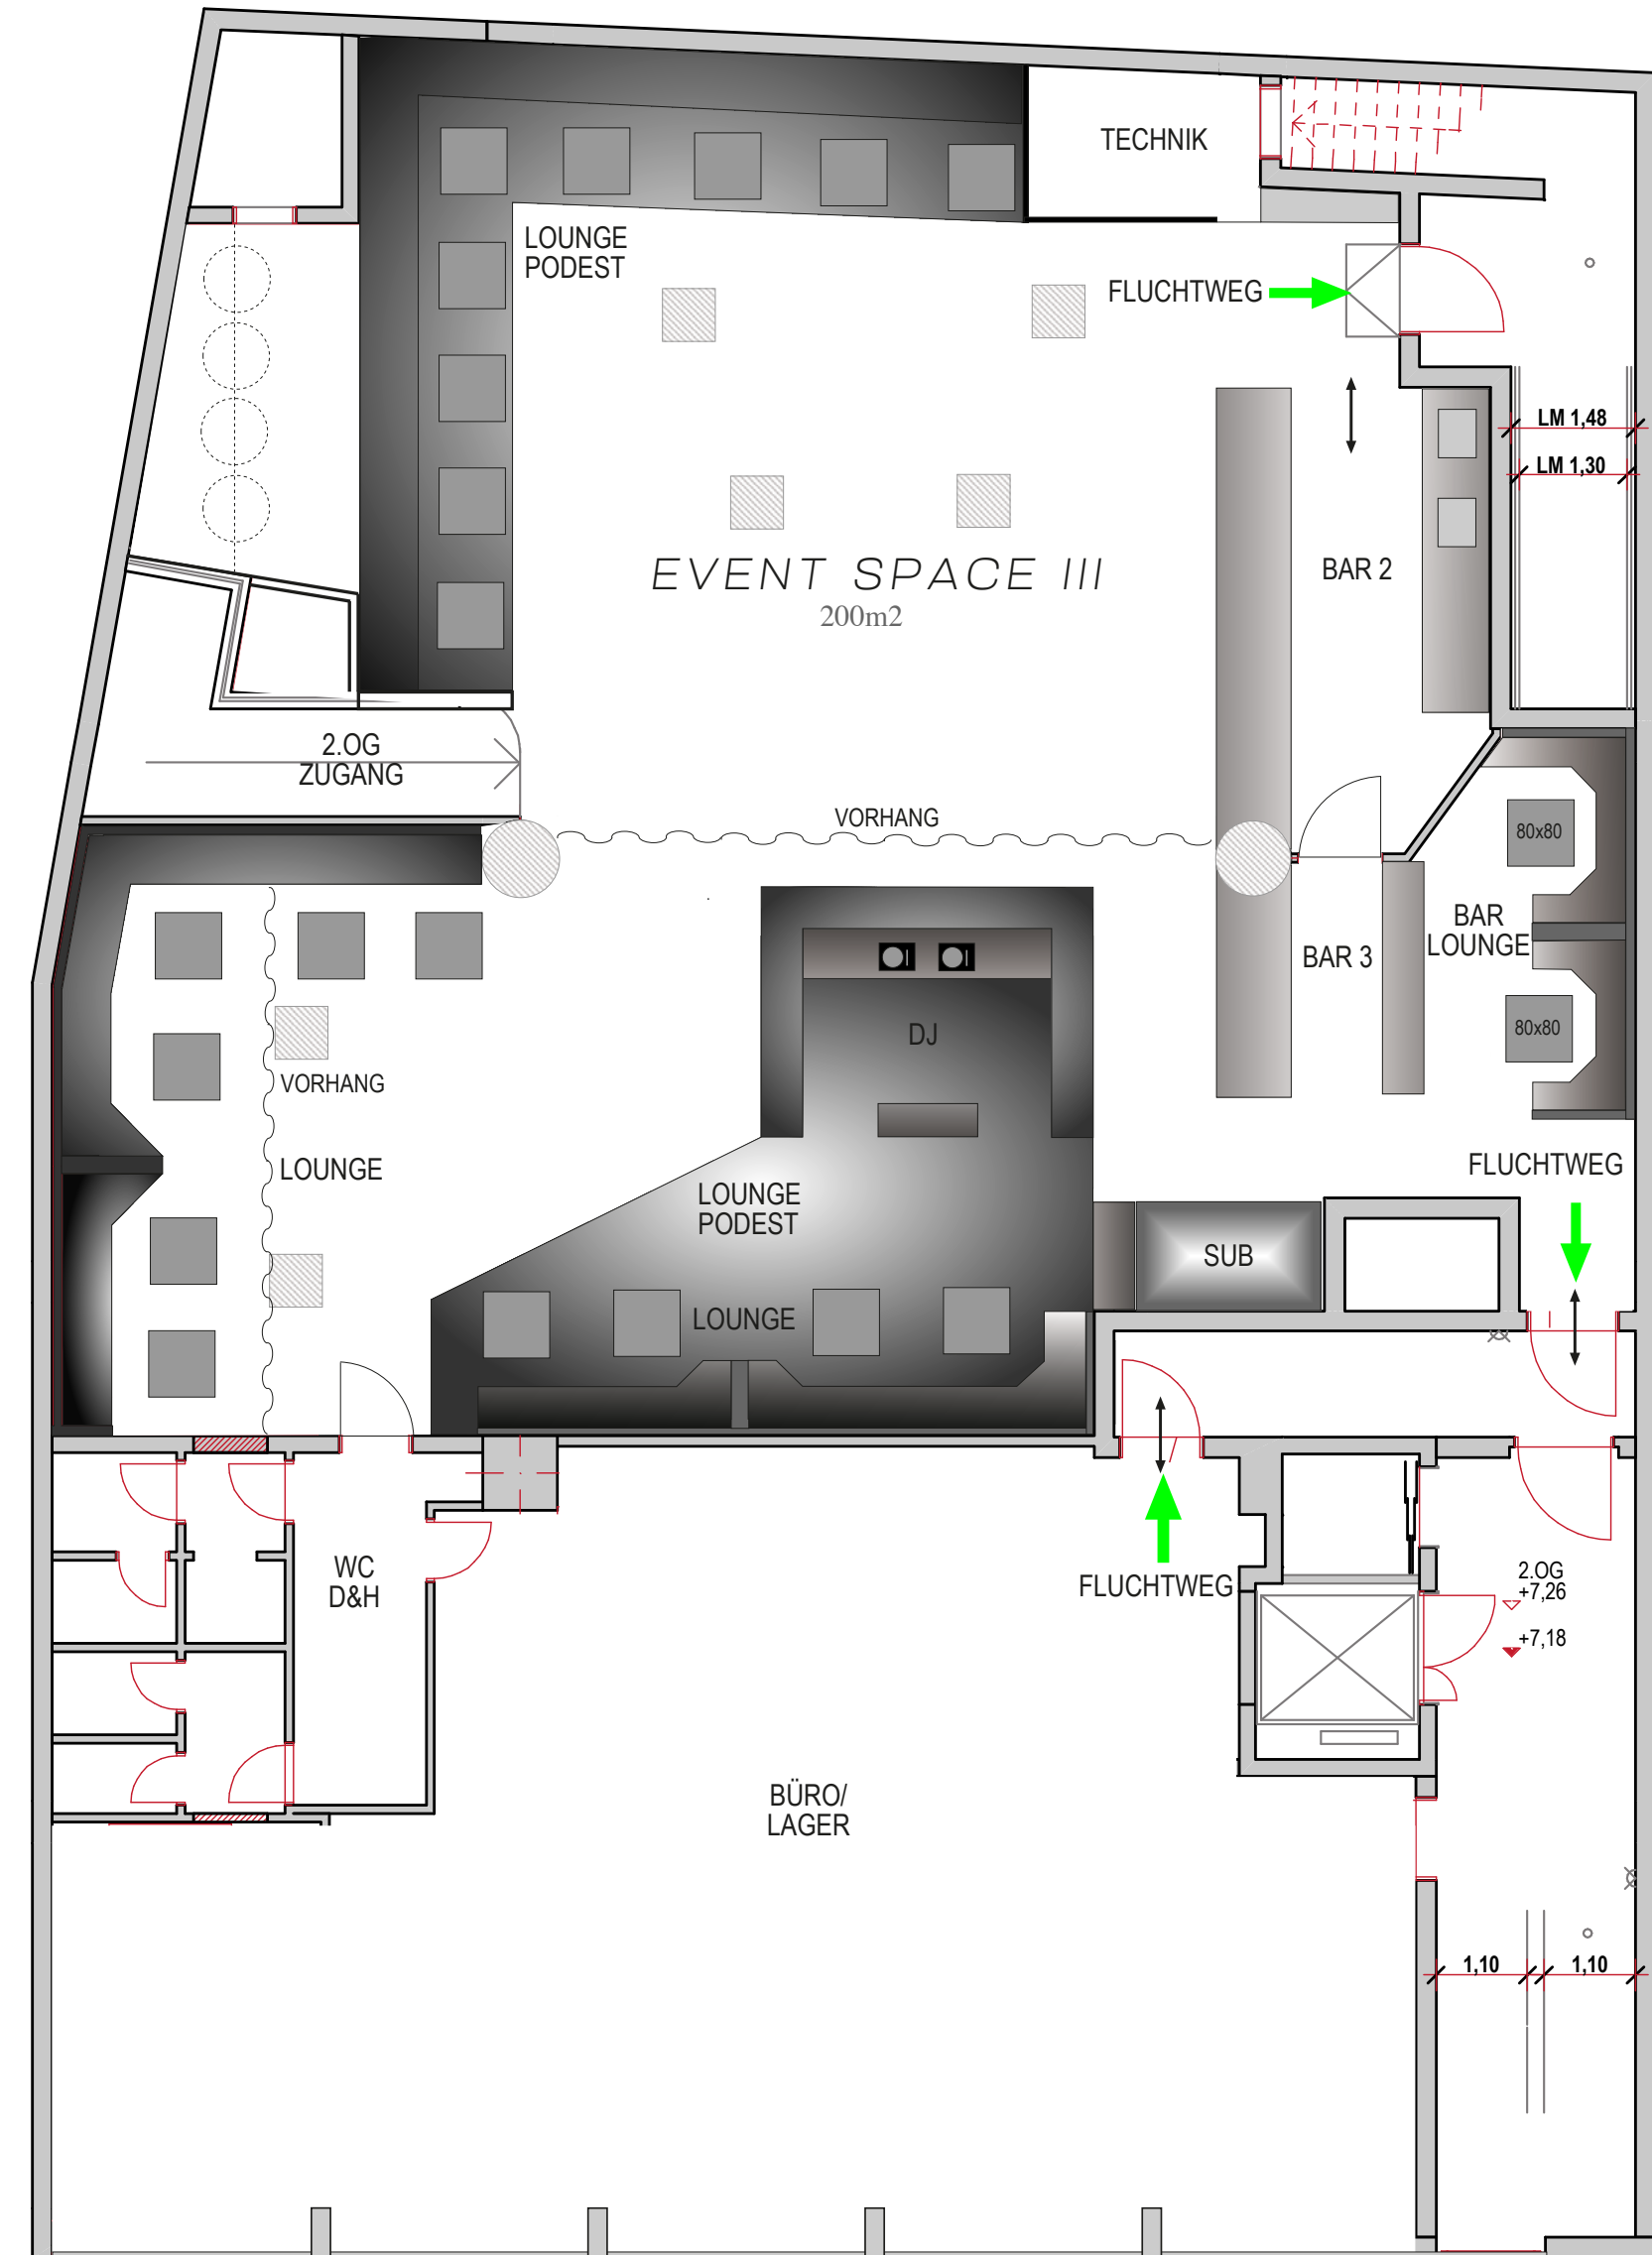 TECHNIK
LOUNGE
PODEST
FLUCHTWEG
LM 1,48
LM 1,30
EVENT SPACE III
200m2
BAR 2
2.OG
ZUGANG
VORHANG
80x80
BAR
LOUNGE
BAR 3
80x80
DJ
VORHANG
LOUNGE
FLUCHTWEG
LOUNGE
PODEST
SUB
LOUNGE
WC
D&H
FLUCHTWEG
2.OG
+7,26
+7,18
BÜRO/
LAGER
1,10
1,10